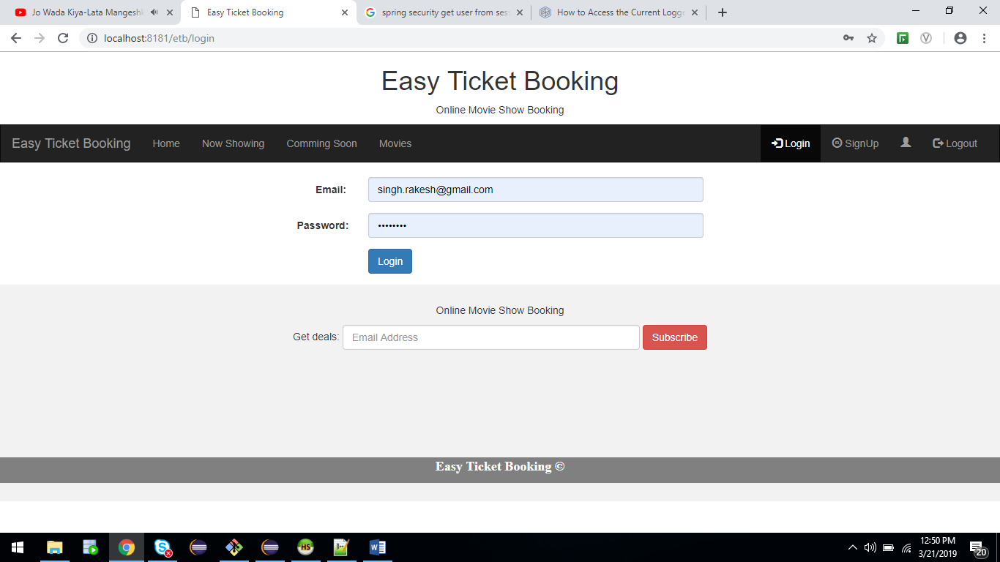 Jo Wada Kiya-Lata Mangeshk
Easy Ticket Booking
spring security get user from ses
How to Access the Current Logge
localhost:8181/etb/login
Easy Ticket Booking
Online Movie Show Booking
Easy Ticket Booking Home Now Showing Comming Soon Movies Login SignUp Logout
Email: singh.rakesh@gmail.com
Password: ••••••••
Login
Online Movie Show Booking
Get deals: Email Address Subscribe
Easy Ticket Booking ©
12:50 PM
3/21/2019
20